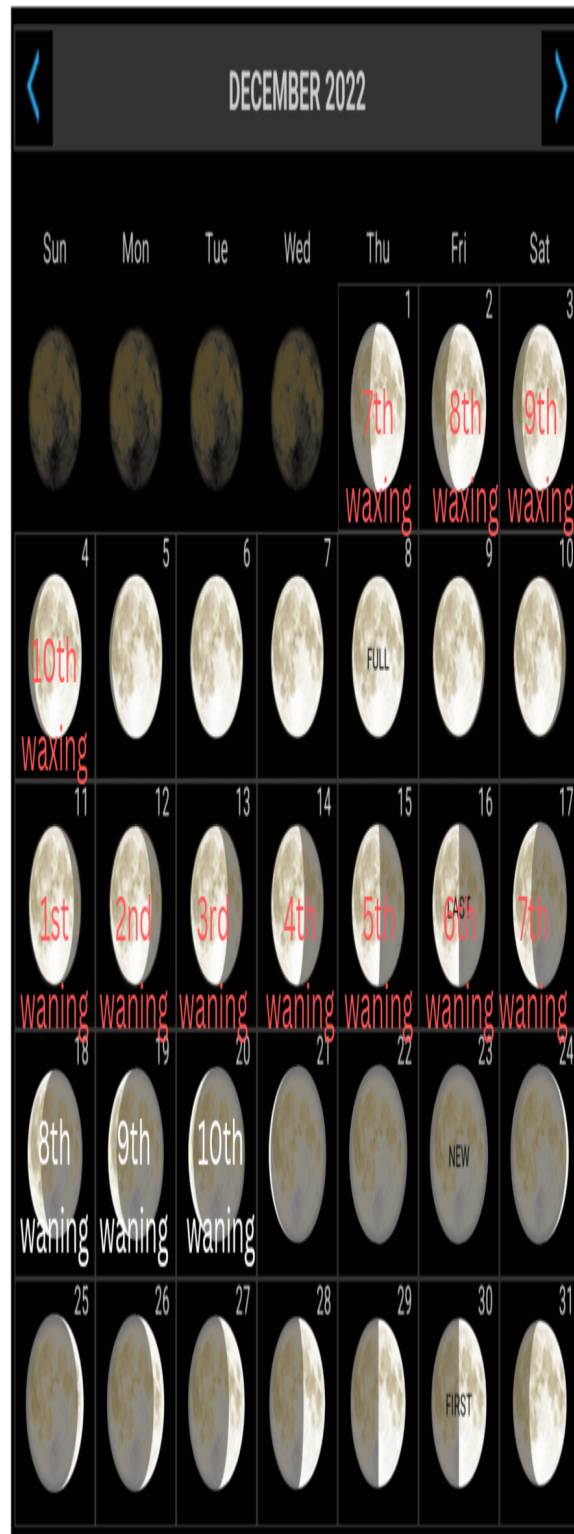 DECEMBER 2022
Sun Mon Tue Wed Thu Fri Sat
1 2 3
7th 8th 9th
waxing waxing waxing
4 5 6 7 8 9 10
10th FULL
waxing
11 12 13 14 15 16 17
1st 2nd 3rd 4th 5th 6th LAST 7th
waning waning waning waning waning waning waning
18 19 20 21 22 23 24
8th 9th 10th NEW
waning waning waning
25 26 27 28 29 30 31
FIRST